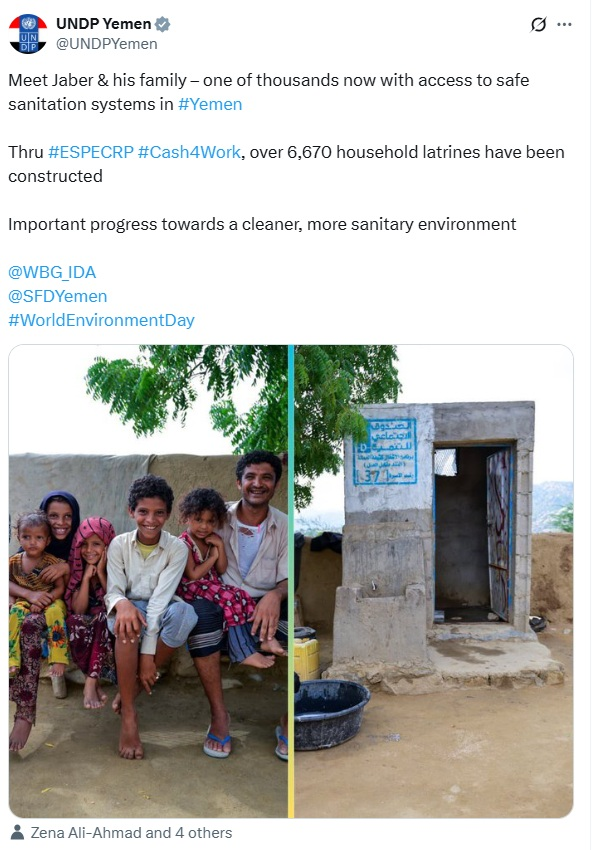 UNDP Yemen
@UNDPYemen
Meet Jaber & his family – one of thousands now with access to safe
sanitation systems in #Yemen
Thru #ESPECRP #Cash4Work, over 6,670 household latrines have been
constructed
Important progress towards a cleaner, more sanitary environment
@WBG_IDA
@SFDYemen
#WorldEnvironmentDay
الصندوق
الاجتماعي
للتنمية
37
Zena Ali-Ahmad and 4 others